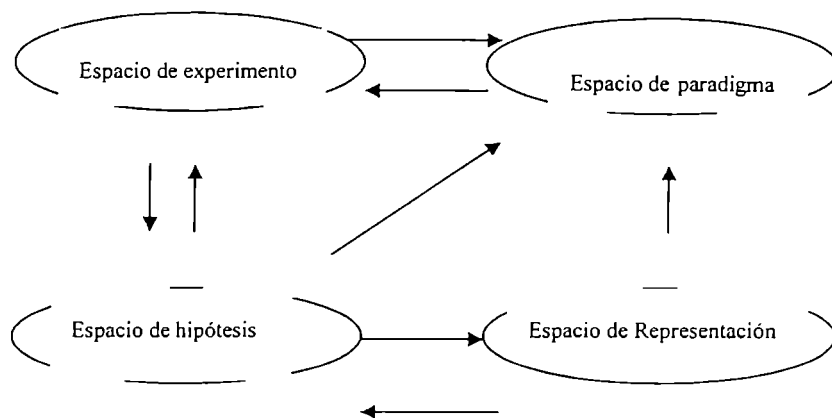 Espacio de experimento
Espacio de paradigma
Espacio de hipótesis
Espacio de Representación